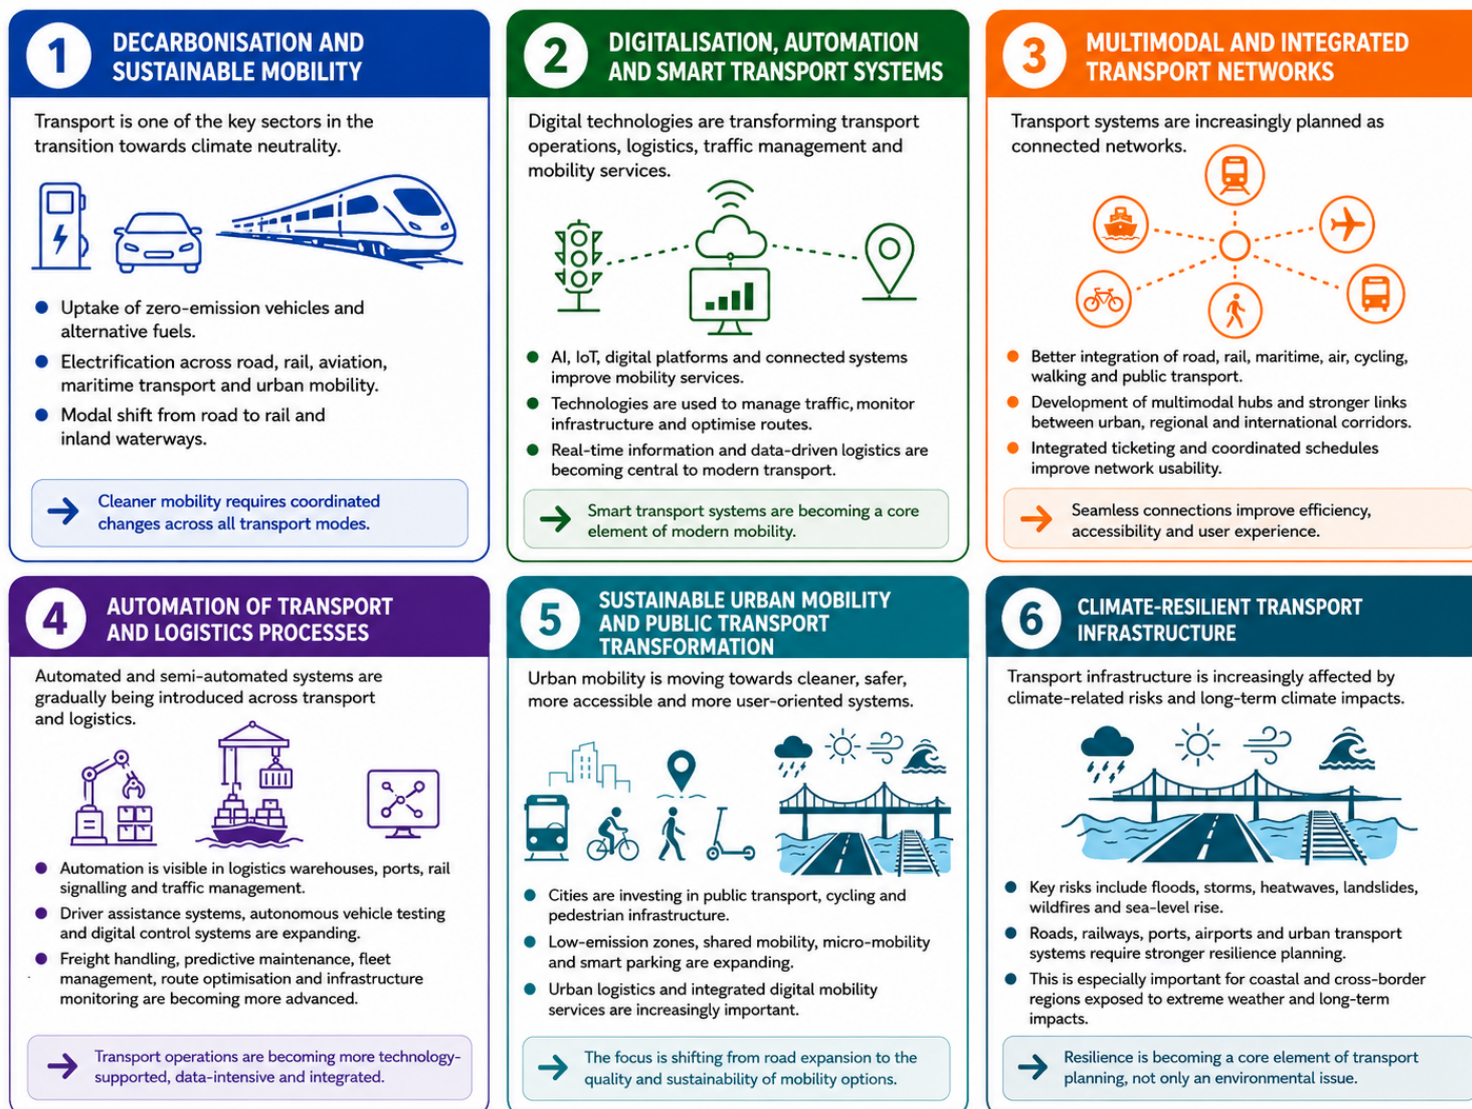 1
DECARBONISATION AND
SUSTAINABLE MOBILITY
Transport is one of the key sectors in the
transition towards climate neutrality.
Uptake of zero-emission vehicles and
alternative fuels.
Electrification across road, rail, aviation,
maritime transport and urban mobility.
Modal shift from road to rail and
inland waterways.
Cleaner mobility requires coordinated
changes across all transport modes.
2
DIGITALISATION, AUTOMATION
AND SMART TRANSPORT SYSTEMS
Digital technologies are transforming transport
operations, logistics, traffic management and
mobility services.
AI, IoT, digital platforms and connected systems
improve mobility services.
Technologies are used to manage traffic, monitor
infrastructure and optimise routes.
Real-time information and data-driven logistics are
becoming central to modern transport.
Smart transport systems are becoming a core
element of modern mobility.
3
MULTIMODAL AND INTEGRATED
TRANSPORT NETWORKS
Transport systems are increasingly planned as
connected networks.
Better integration of road, rail, maritime, air, cycling,
walking and public transport.
Development of multimodal hubs and stronger links
between urban, regional and international corridors.
Integrated ticketing and coordinated schedules
improve network usability.
Seamless connections improve efficiency,
accessibility and user experience.
4
AUTOMATION OF TRANSPORT
AND LOGISTICS PROCESSES
Automated and semi-automated systems are
gradually being introduced across transport
and logistics.
Automation is visible in logistics warehouses, ports, rail
signalling and traffic management.
Driver assistance systems, autonomous vehicle testing
and digital control systems are expanding.
Freight handling, predictive maintenance, fleet
management, route optimisation and infrastructure
monitoring are becoming more advanced.
Transport operations are becoming more technology-
supported, data-intensive and integrated.
5
SUSTAINABLE URBAN MOBILITY
AND PUBLIC TRANSPORT
TRANSFORMATION
Urban mobility is moving towards cleaner, safer,
more accessible and more user-oriented systems.
Cities are investing in public transport, cycling and
pedestrian infrastructure.
Low-emission zones, shared mobility, micro-mobility
and smart parking are expanding.
Urban logistics and integrated digital mobility
services are increasingly important.
The focus is shifting from road expansion to the
quality and sustainability of mobility options.
6
CLIMATE-RESILIENT TRANSPORT
INFRASTRUCTURE
Transport infrastructure is increasingly affected by
climate-related risks and long-term climate impacts.
Key risks include floods, storms, heatwaves, landslides,
wildfires and sea-level rise.
Roads, railways, ports, airports and urban transport
systems require stronger resilience planning.
This is especially important for coastal and cross-border
regions exposed to extreme weather and long-term
impacts.
Resilience is becoming a core element of transport
planning, not only an environmental issue.